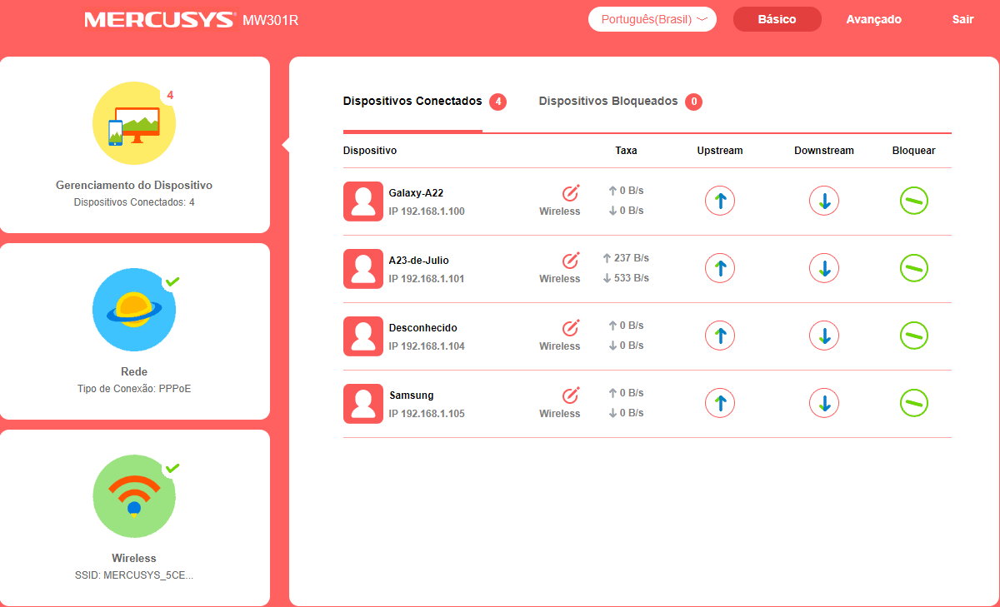 MERCUSYS MW301R
Português(Brasil)
Básico
Avançado
Sair
4
Gerenciamento do Dispositivo
Dispositivos Conectados: 4
Rede
Tipo de Conexão: PPPoE
Wireless
SSID: MERCUSYS_5CE...
Dispositivos Conectados 4
Dispositivos Bloqueados 0
Dispositivo Taxa Upstream Downstream Bloquear
Galaxy-A22
IP 192.168.1.100
Wireless
0 B/s
0 B/s
A23-de-Julio
IP 192.168.1.101
Wireless
237 B/s
533 B/s
Desconhecido
IP 192.168.1.104
Wireless
0 B/s
0 B/s
Samsung
IP 192.168.1.105
Wireless
0 B/s
0 B/s